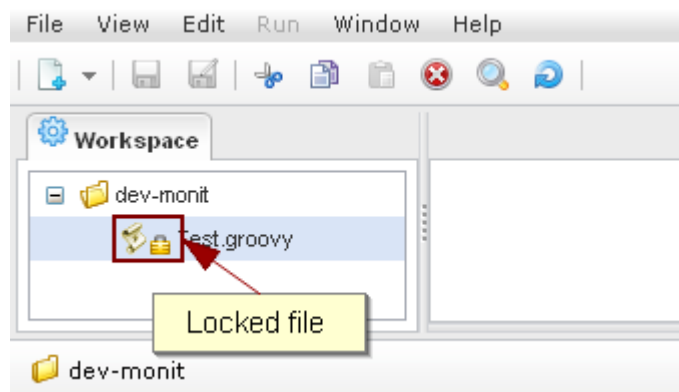 File View Edit Run Window Help
Workspace
dev-monit
Test.groovy
Locked file
dev-monit